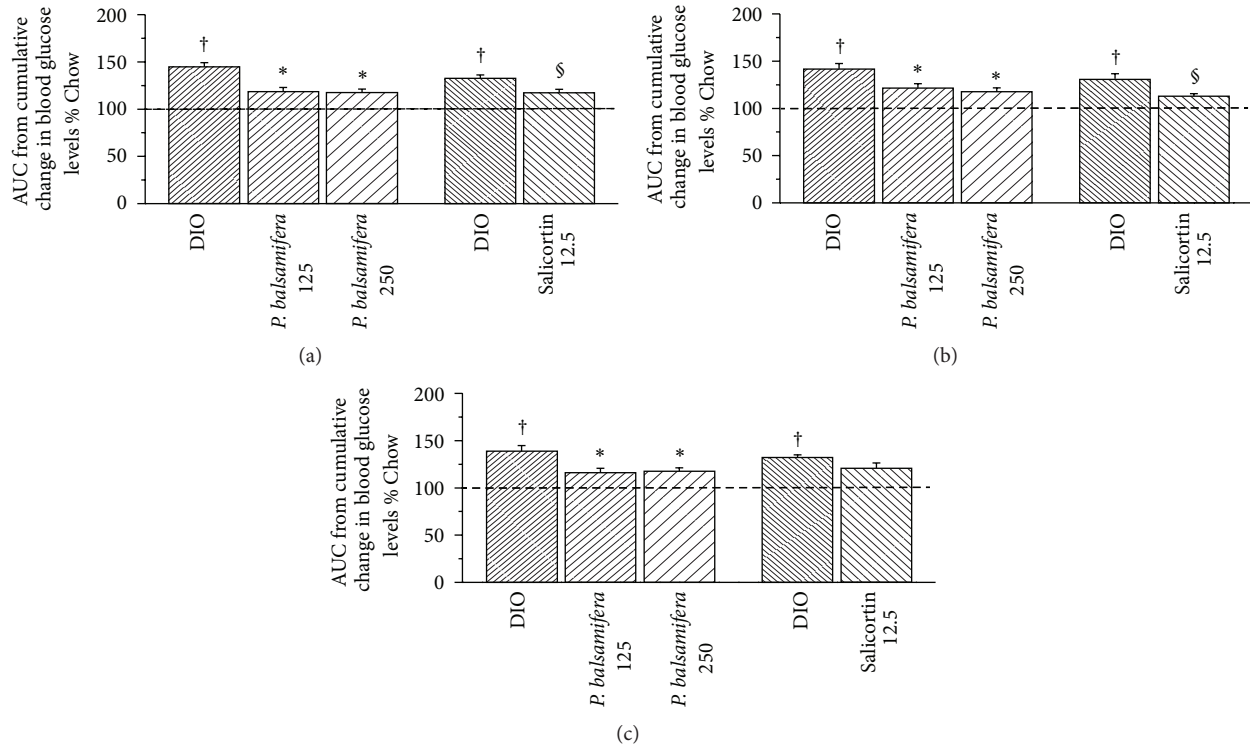 AUC from cumulative
change in blood glucose
levels % Chow
200
150
100
50
0
†
*
*
†
§
DIO
P. balsamifera
125
P. balsamifera
250
DIO
Salicortin
12.5
(a)
AUC from cumulative
change in blood glucose
levels % Chow
200
150
100
50
0
†
*
*
†
§
DIO
P. balsamifera
125
P. balsamifera
250
DIO
Salicortin
12.5
(b)
AUC from cumulative
change in blood glucose
levels % Chow
200
150
100
50
0
†
*
*
†
DIO
P. balsamifera
125
P. balsamifera
250
DIO
Salicortin
12.5
(c)